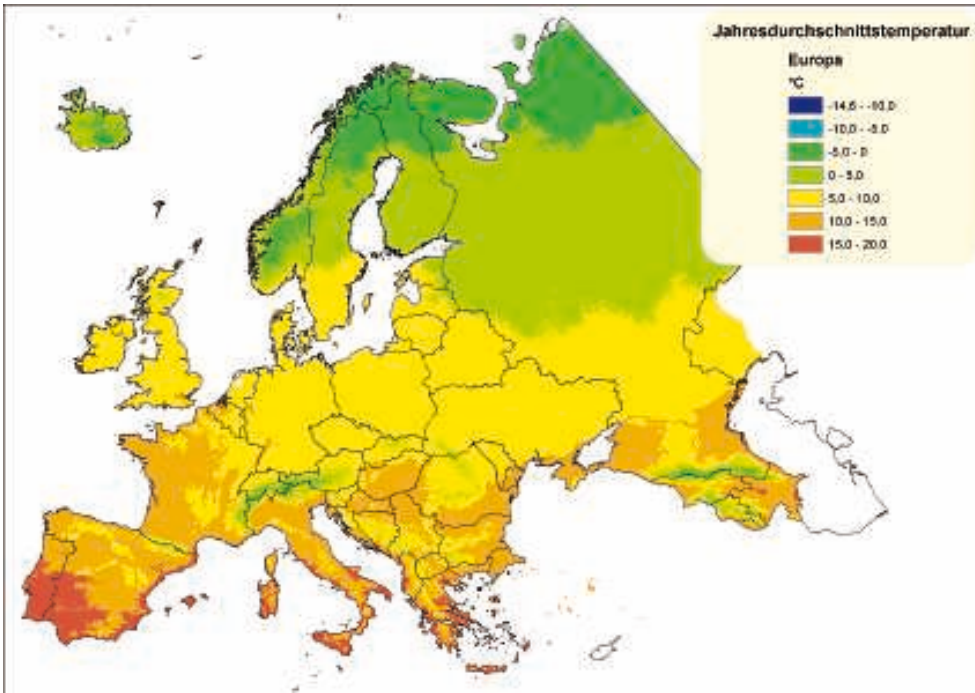 Jahresdurchschnittstemperatur
Europa
°C
-14,6 - -10,0
-10,0 - -5,0
-5,0 - 0
0 - 5,0
5,0 - 10,0
10,0 - 15,0
15,0 - 20,0